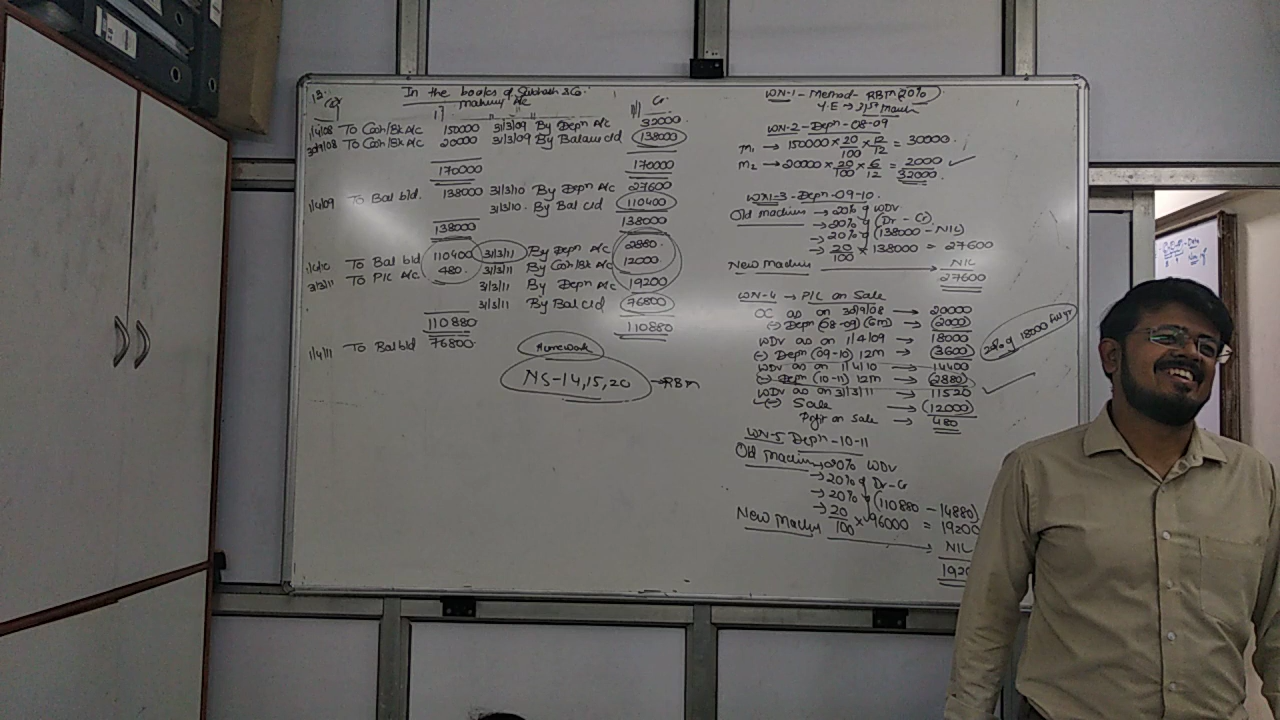 In the books of Subhash & Co.
Machinery A/c
Dr Cr
1/4/08 To Cash/Bk A/c 150000 31/3/09 By Depn A/c 32000
30/9/08 To Cash/Bk A/c 20000 31/3/09 By Balance c/d 138000
170000 170000
1/4/09 To Bal b/d. 138000 31/3/10 By Depn A/c 27600
31/3/10. By Bal c/d 110400
138000 138000
1/4/10 To Bal b/d 110400 31/3/11 By Depn A/c 2880
31/3/11 To P/L A/c. 480 31/3/11 By Cash/Bk A/c 12000
31/3/11 By Depn A/c 19200
31/3/11 By Bal c/d 76800
110880 110880
1/4/11 To Bal b/d 76800
Homework
NS-14,15,20 → RBM
WN-1- Method- RBM 20%
Y.E → 31st March
WN-2-Depn-08-09
M1 → 150000 × 20/100 × 12/12 = 30000.
M2 → 20000 × 20/100 × 6/12 = 2000
32000
WN-3-Depn-09-10.
Old machines → 20% of WDV
→ 20% of (Dr - Cr)
→ 20% of (138000 - NIL)
→ 20/100 × 138000 = 27600
New machine → NIL
27600
WN-4 → P/L on Sale
OC as on 30/9/08 → 20000
(-) Depn (08-09) (6m) → (2000)
WDV as on 1/4/09 → 18000
(-) Depn (09-10) 12m → (3600) 20% of 18000 full yr
WDV as on 1/4/10 → 14400
(-) Depn (10-11) 12m → (2880)
WDV as on 31/3/11 → 11520
(-) Sale → (12000)
Profit on sale → 480
WN-5 Depn-10-11
Old machines → 20% WDV
→ 20% of Dr-Cr
→ 20% of (110880 - 14880)
→ 20/100 × 96000 = 19200
New Machine → NIL
1920